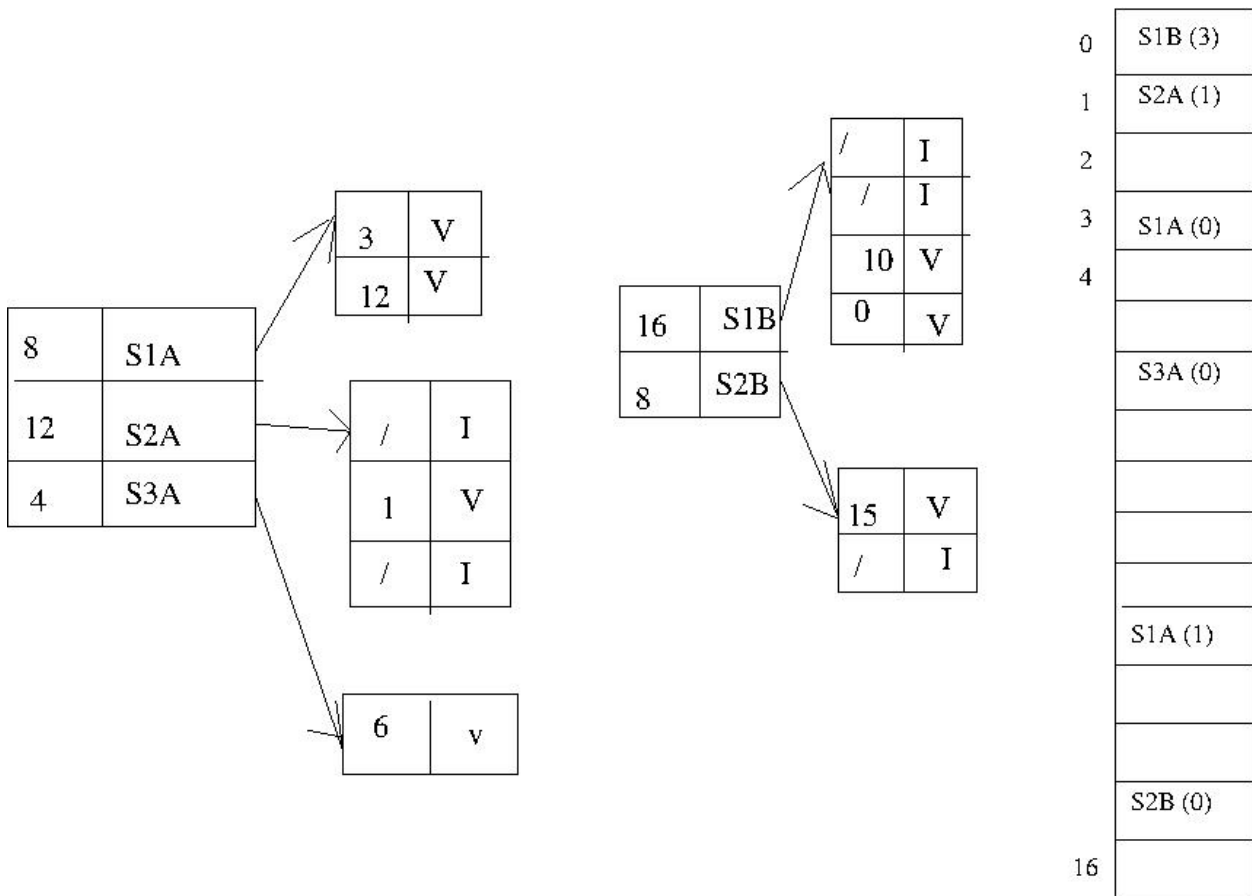 8 S1A
12 S2A
4 S3A
3 V
12 V
/ I
1 V
/ I
6 v
16 S1B
8 S2B
/ I
/ I
10 V
0 V
15 V
/ I
0 S1B (3)
1 S2A (1)
2
3 S1A (0)
4
S3A (0)
S1A (1)
S2B (0)
16